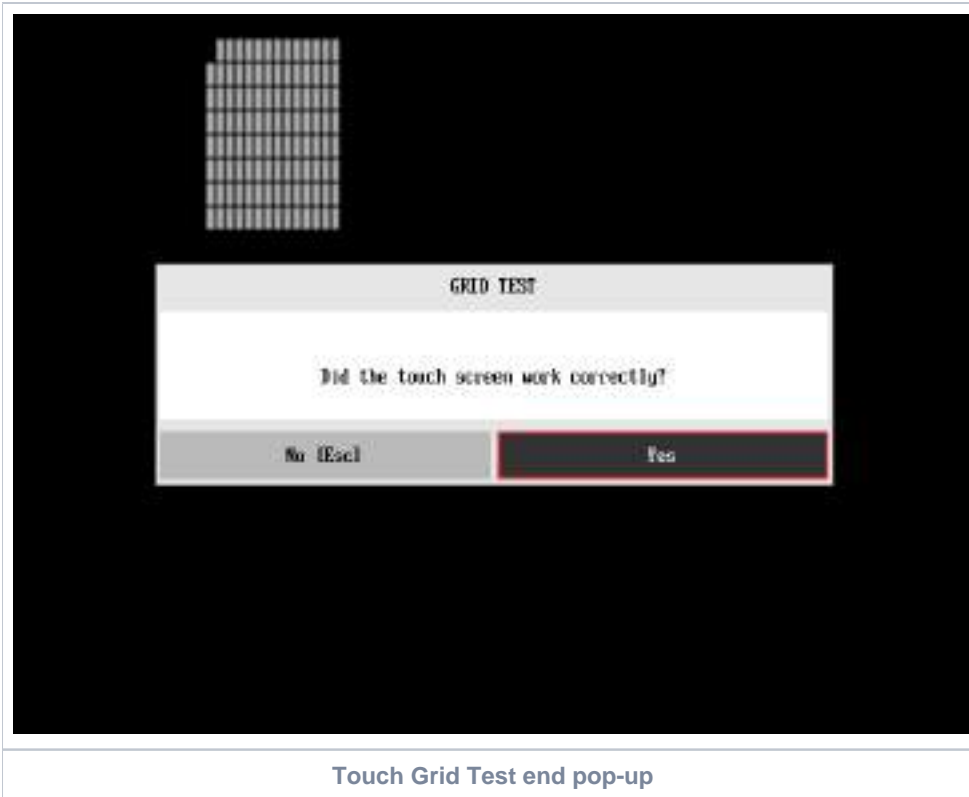 GRID TEST
Did the touch screen work correctly?
No [Esc]
Yes
Touch Grid Test end pop-up